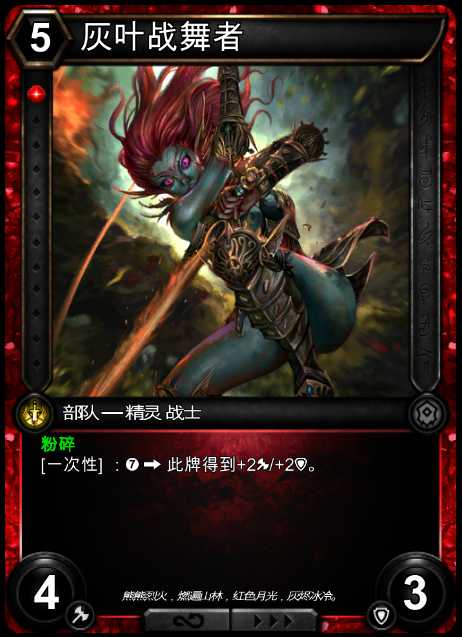 5
灰叶战舞者
部队 — 精灵 战士
粉碎
[一次性] : ❼ ➡ 此牌得到+2/+2。
熊熊烈火，燃遍山林，红色月光，灰烬冰冷。
4
3